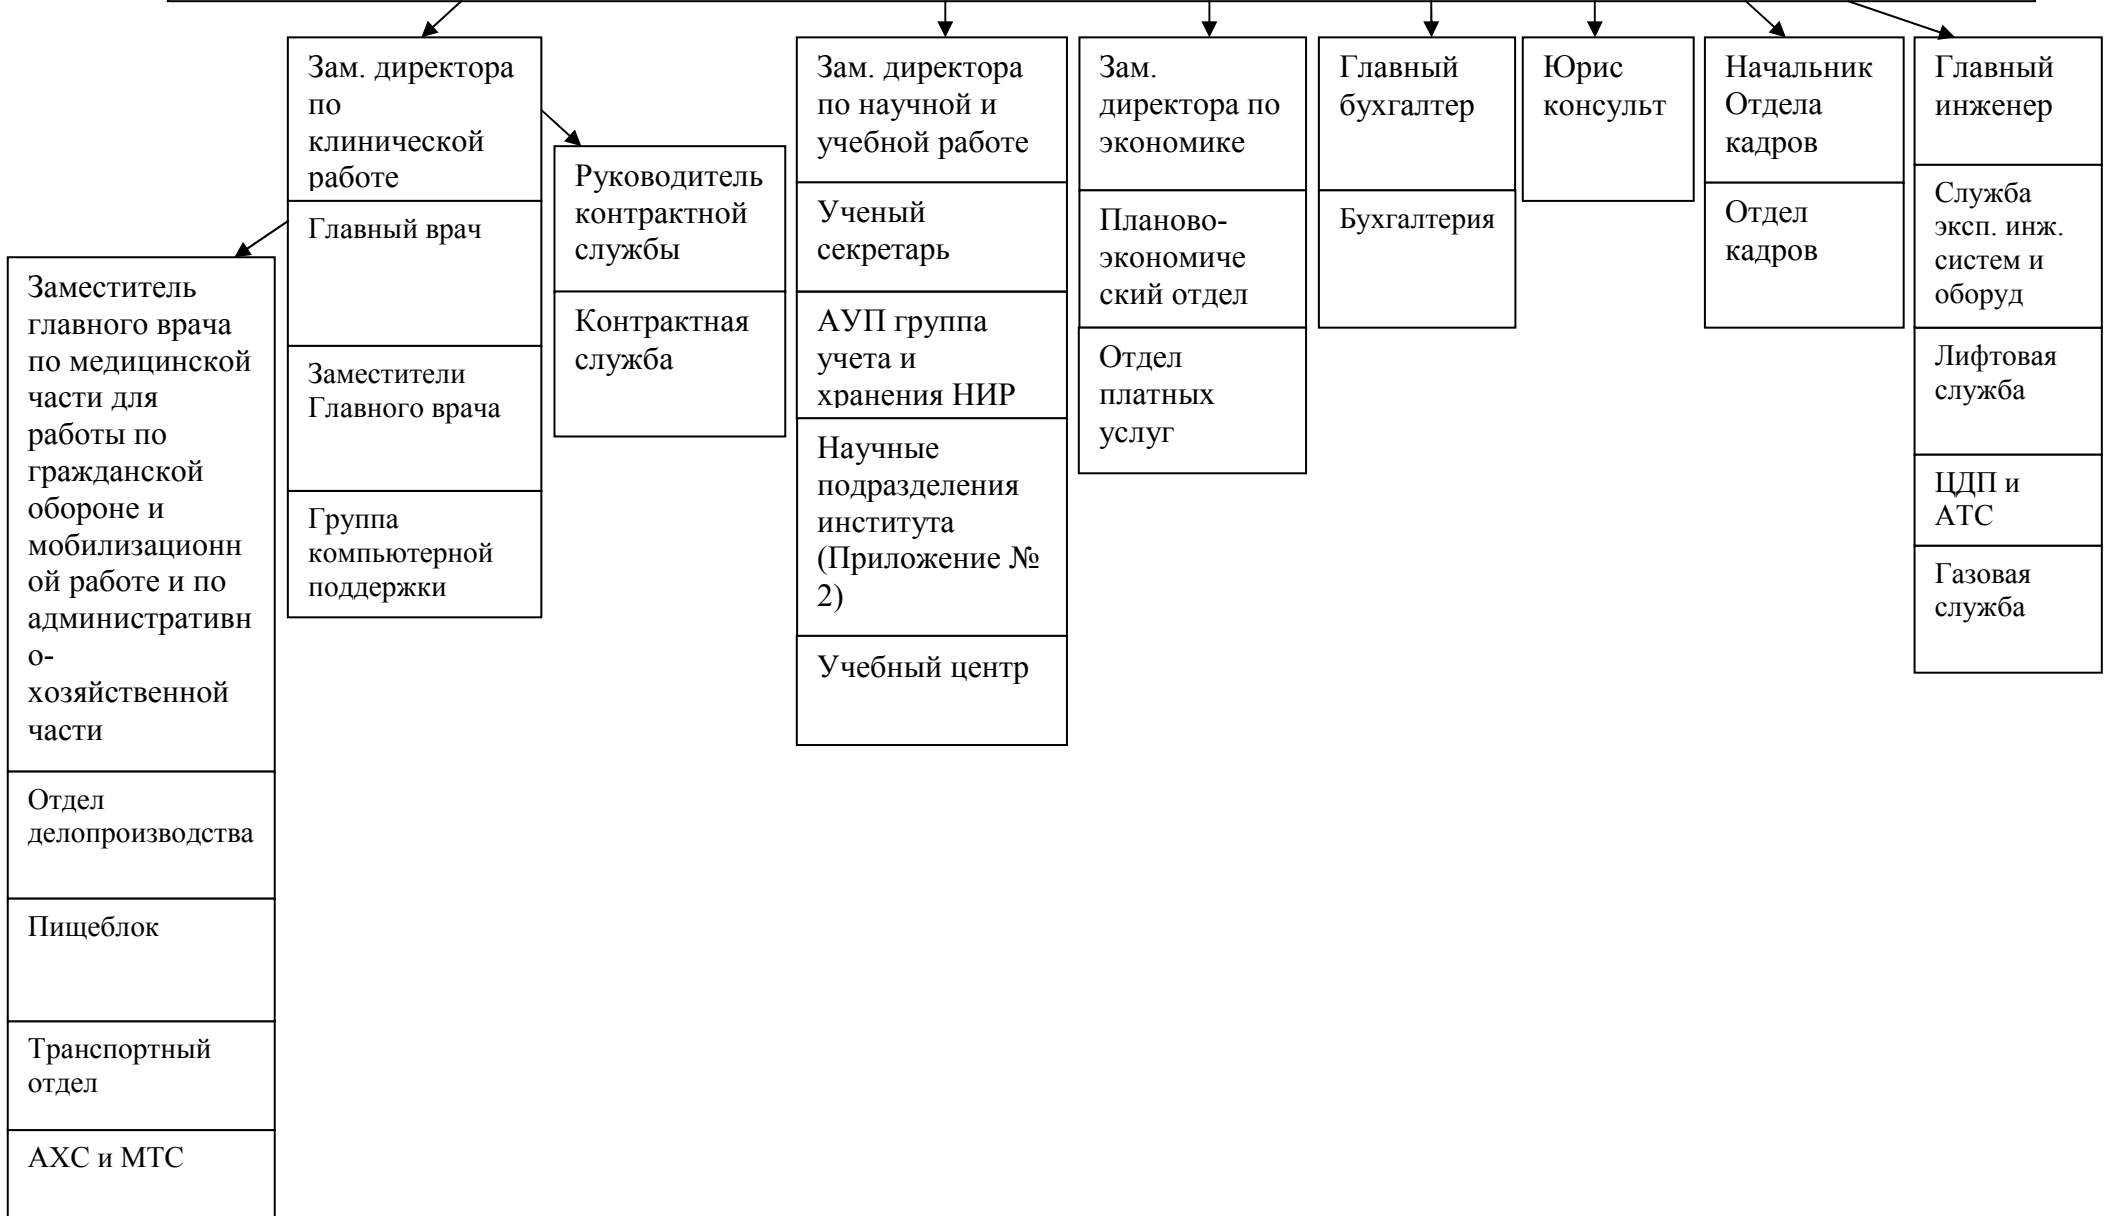 Зам. директора
по
клинической
работе
Главный врач
Заместители
Главного врача
Группа
компьютерной
поддержки
Заместитель
главного врача
по медицинской
части для
работы по
гражданской
обороне и
мобилизационн
ой работе и по
административн
о-
хозяйственной
части
Отдел
делопроизводства
Пищеблок
Транспортный
отдел
АХС и МТС
Руководитель
контрактной
службы
Контрактная
служба
Зам. директора
по научной и
учебной работе
Ученый
секретарь
АУП группа
учета и
хранения НИР
Научные
подразделения
института
(Приложение №
2)
Учебный центр
Зам.
директора по
экономике
Планово-
экономиче
ский отдел
Отдел
платных
услуг
Главный
бухгалтер
Бухгалтерия
Юрис
консульт
Начальник
Отдела
кадров
Отдел
кадров
Главный
инженер
Служба
эксп. инж.
систем и
оборуд
Лифтовая
служба
ЦДП и
АТС
Газовая
служба